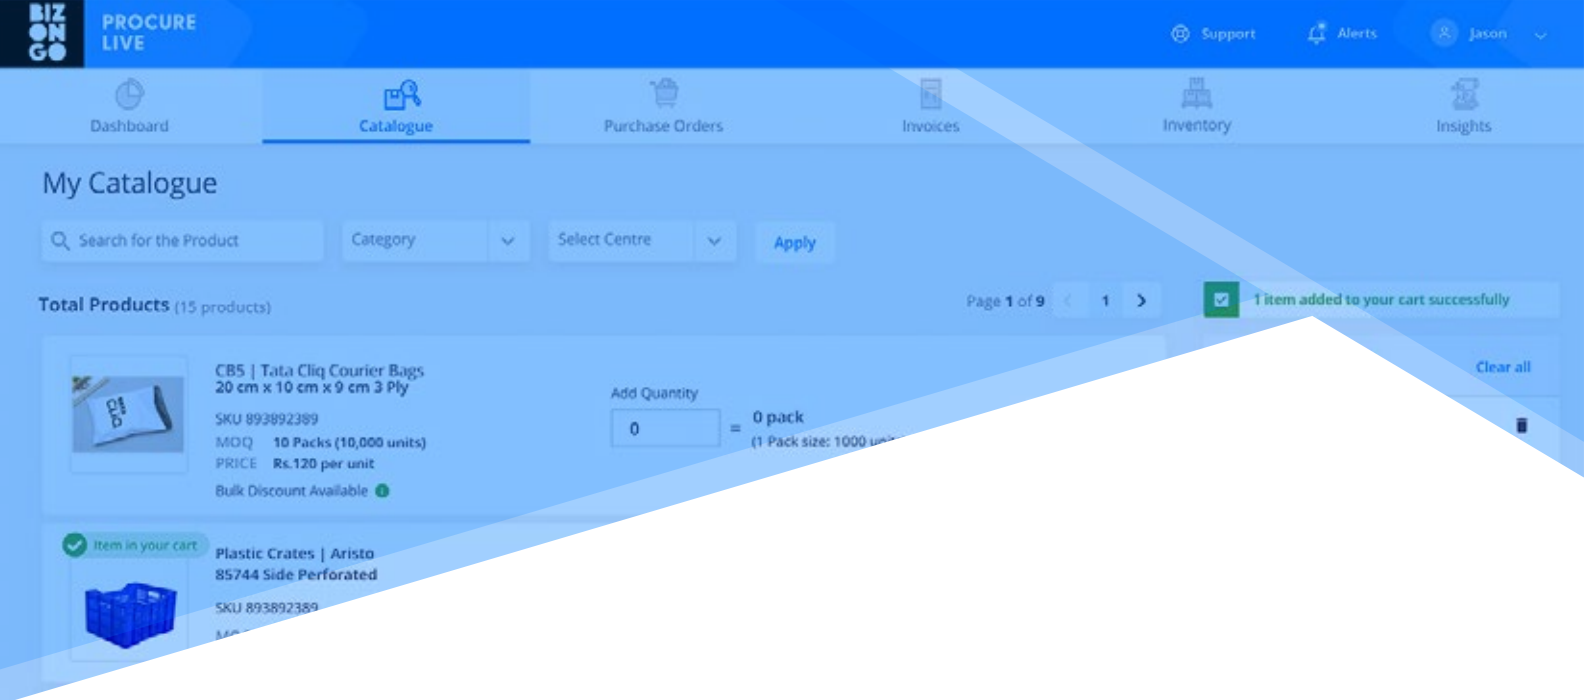 BIZ
ON
GO
PROCURE
LIVE
Support
Alerts
Jason
Dashboard
Catalogue
Purchase Orders
Invoices
Inventory
Insights
My Catalogue
Search for the Product
Category
Select Centre
Apply
Total Products (15 products)
Page 1 of 9
1
1 item added to your cart successfully
Clear all
CB5 | Tata Cliq Courier Bags
20 cm x 10 cm x 9 cm 3 Ply
SKU 893892389
MOQ 10 Packs (10,000 units)
PRICE Rs.120 per unit
Bulk Discount Available
Add Quantity
0 = 0 pack
(1 Pack size: 1000
TATA
CLiQ
Item in your cart
Plastic Crates | Aristo
85744 Side Perforated
SKU 893892389